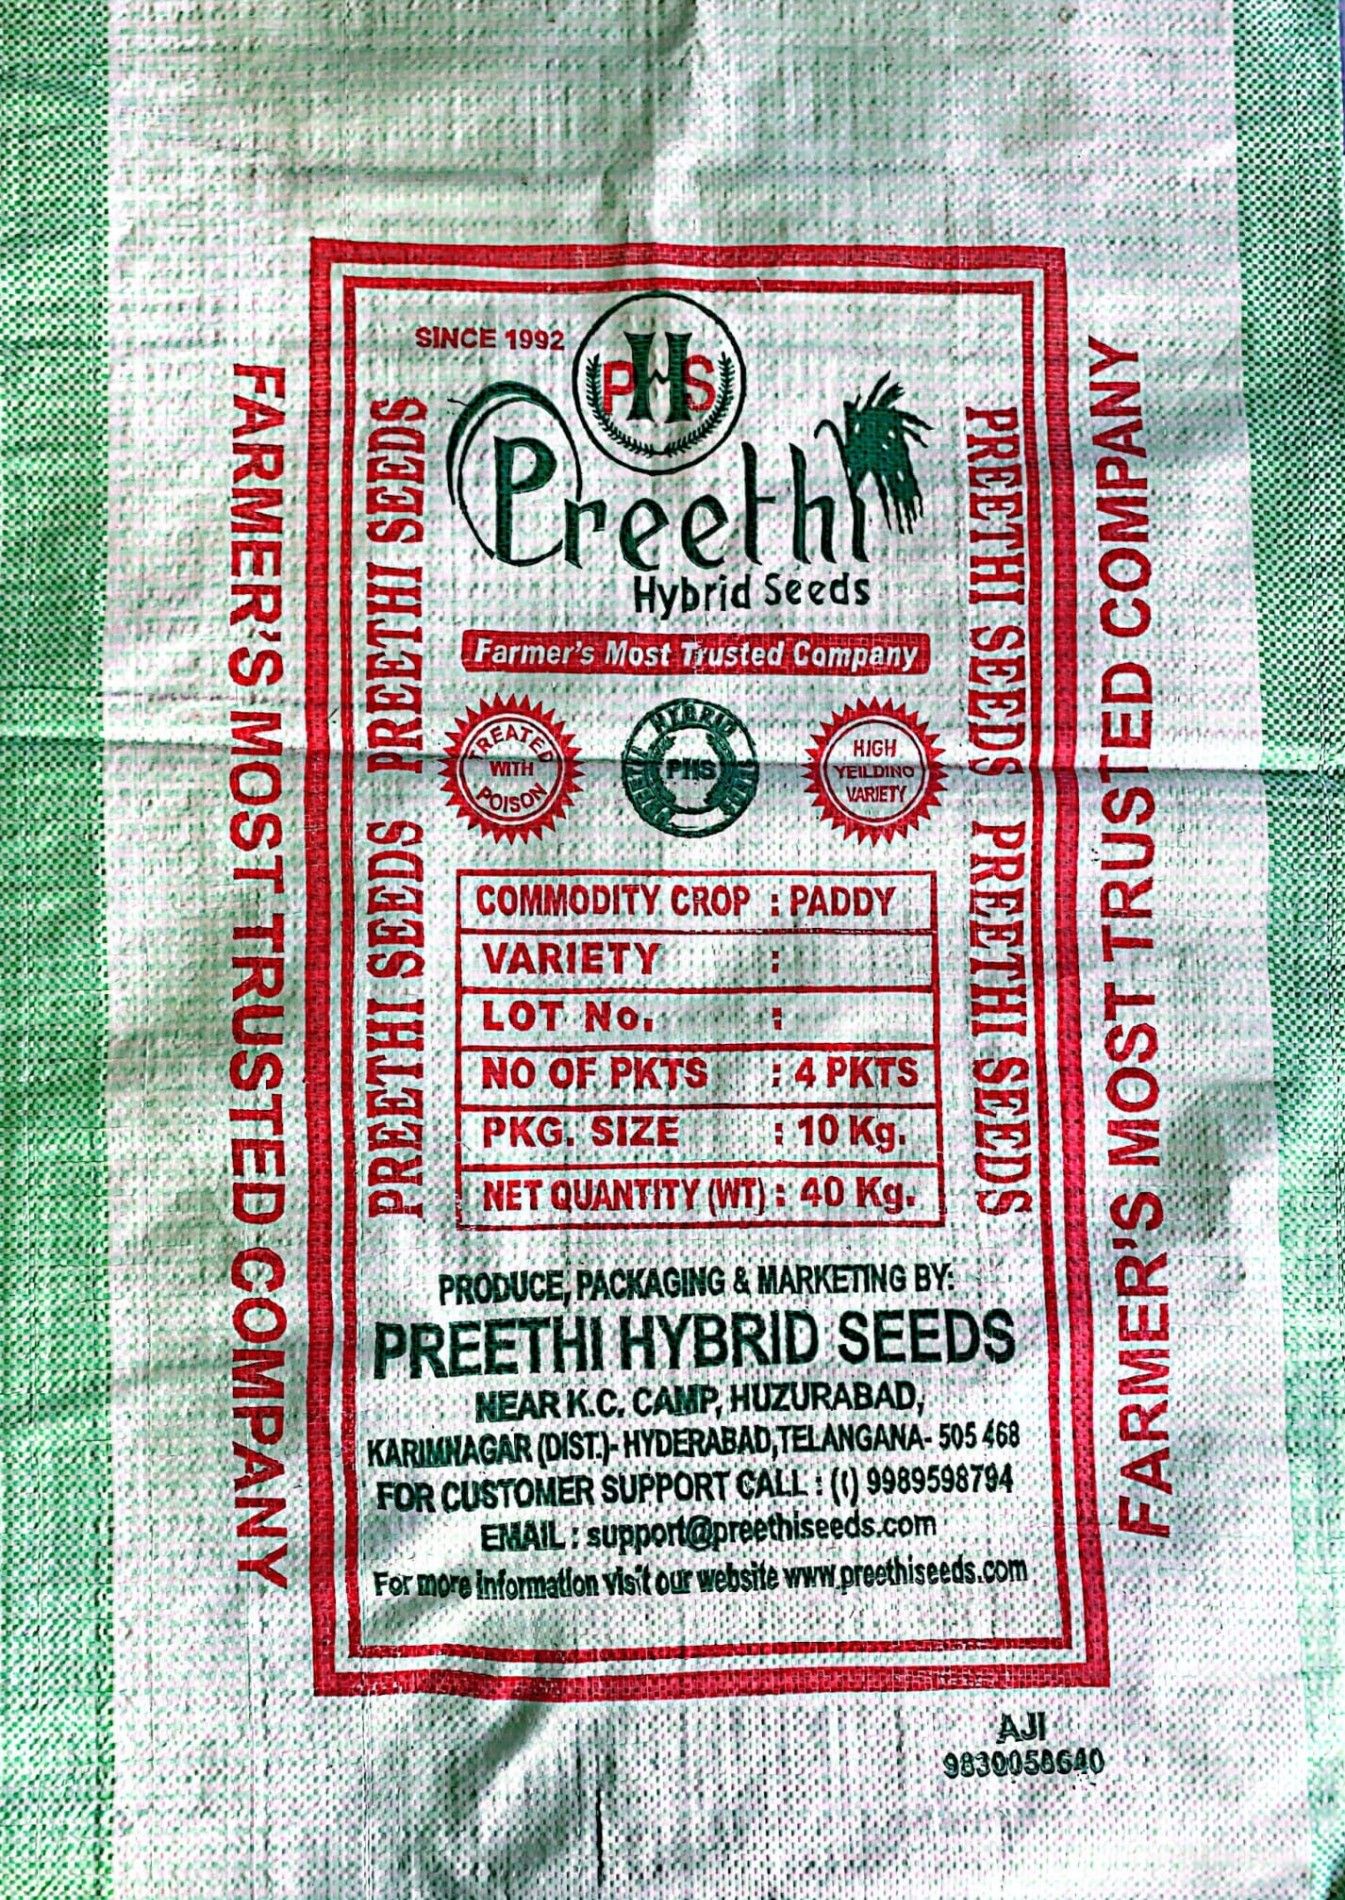 SINCE 1992
PHS
Preethi
Hybrid Seeds
Farmer's Most Trusted Company
TREATED
WITH
POISON
HYBRID
SEEDS
PHS
HIGH
YEILDING
VARIETY
FARMER'S MOST TRUSTED COMPANY
PREETHI SEEDS PREETHI SEEDS
PREETHI SEEDS PREETHI SEEDS
FARMER'S MOST TRUSTED COMPANY
COMMODITY CROP : PADDY
VARIETY :
LOT No. :
NO OF PKTS : 4 PKTS
PKG. SIZE : 10 Kg.
NET QUANTITY (WT) : 40 Kg.
PRODUCE, PACKAGING & MARKETING BY:
PREETHI HYBRID SEEDS
NEAR K.C. CAMP, HUZURABAD,
KARIMNAGAR (DIST.)- HYDERABAD, TELANGANA- 505 468
FOR CUSTOMER SUPPORT CALL : (t) 9989598794
EMAIL : support@preethiseeds.com
For more information visit our website www.preethiseeds.com
AJI
9830058640